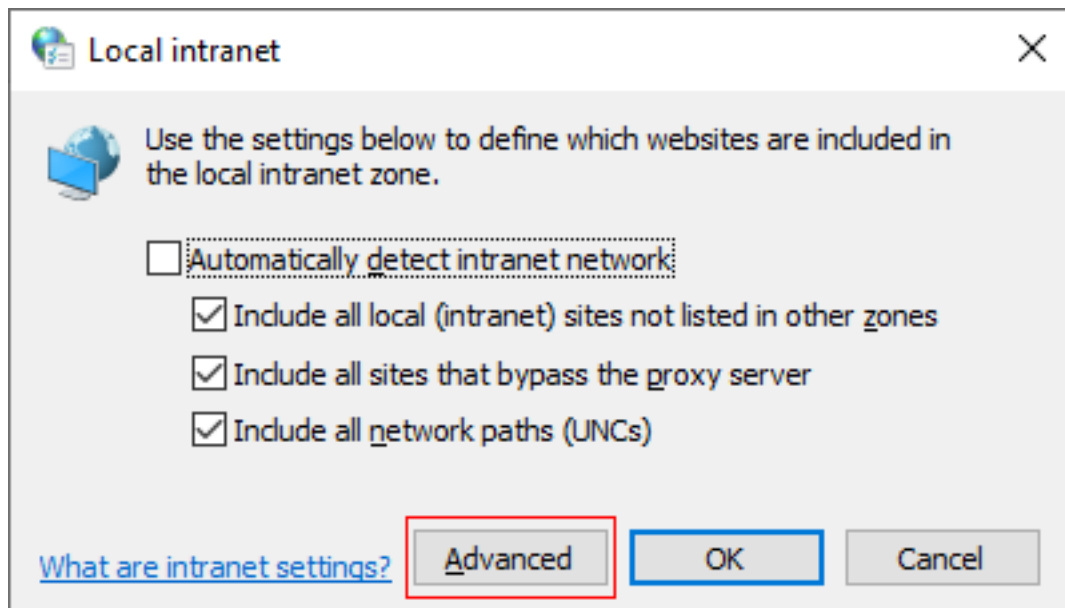 Local intranet
Use the settings below to define which websites are included in
the local intranet zone.
Automatically detect intranet network
Include all local (intranet) sites not listed in other zones
Include all sites that bypass the proxy server
Include all network paths (UNCs)
What are intranet settings?
Advanced
OK
Cancel